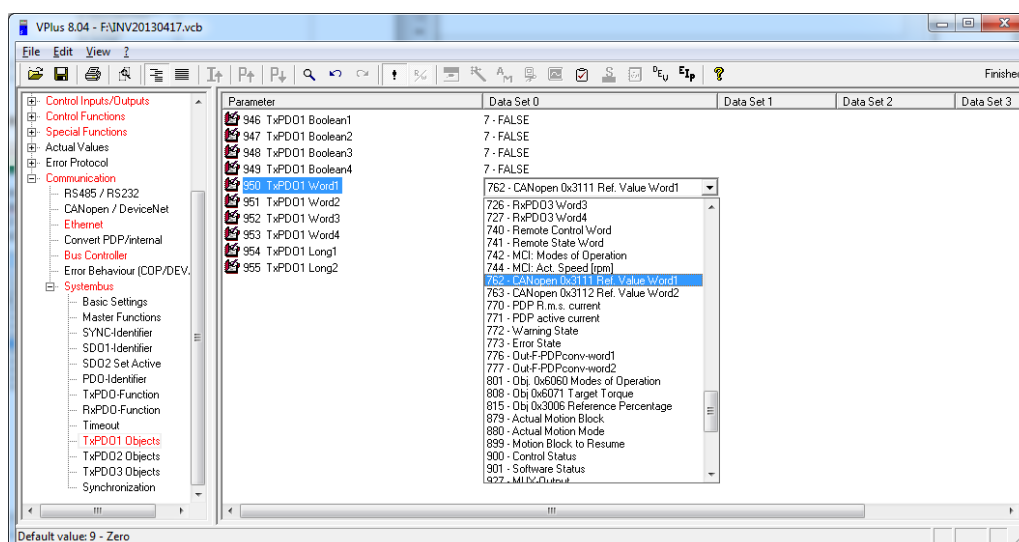 VPlus 8.04 - F:\INV20130417.vcb
File Edit View ?
Finished
Control Inputs/Outputs
Control Functions
Special Functions
Actual Values
Error Protocol
Communication
RS485 / RS232
CANopen / DeviceNet
Ethernet
Convert PDP/internal
Bus Controller
Error Behaviour (COP/DEV.
Systembus
Basic Settings
Master Functions
SYNC-Identifier
SDO1-Identifier
SDO2 Set Active
PDO-Identifier
TxPDO-Function
RxPDO-Function
Timeout
TxPDO1 Objects
TxPDO2 Objects
TxPDO3 Objects
Synchronization
Parameter Data Set 0 Data Set 1 Data Set 2 Data Set 3
946 TxPDO1 Boolean1 7 - FALSE
947 TxPDO1 Boolean2 7 - FALSE
948 TxPDO1 Boolean3 7 - FALSE
949 TxPDO1 Boolean4 7 - FALSE
950 TxPDO1 Word1 762 - CANopen 0x3111 Ref. Value Word1
951 TxPDO1 Word2
952 TxPDO1 Word3
953 TxPDO1 Word4
954 TxPDO1 Long1
955 TxPDO1 Long2
726 - RxPDO3 Word3
727 - RxPDO3 Word4
740 - Remote Control Word
741 - Remote State Word
742 - MCI: Modes of Operation
744 - MCI: Act. Speed [rpm]
762 - CANopen 0x3111 Ref. Value Word1
763 - CANopen 0x3112 Ref. Value Word2
770 - PDP R.m.s. current
771 - PDP active current
772 - Warning State
773 - Error State
776 - Out-F-PDPconv-word1
777 - Out-F-PDPconv-word2
801 - Obj. 0x6060 Modes of Operation
808 - Obj 0x6071 Target Torque
815 - Obj 0x3006 Reference Percentage
879 - Actual Motion Block
880 - Actual Motion Mode
899 - Motion Block to Resume
900 - Control Status
901 - Software Status
927 - MUX-Output
Default value: 9 - Zero